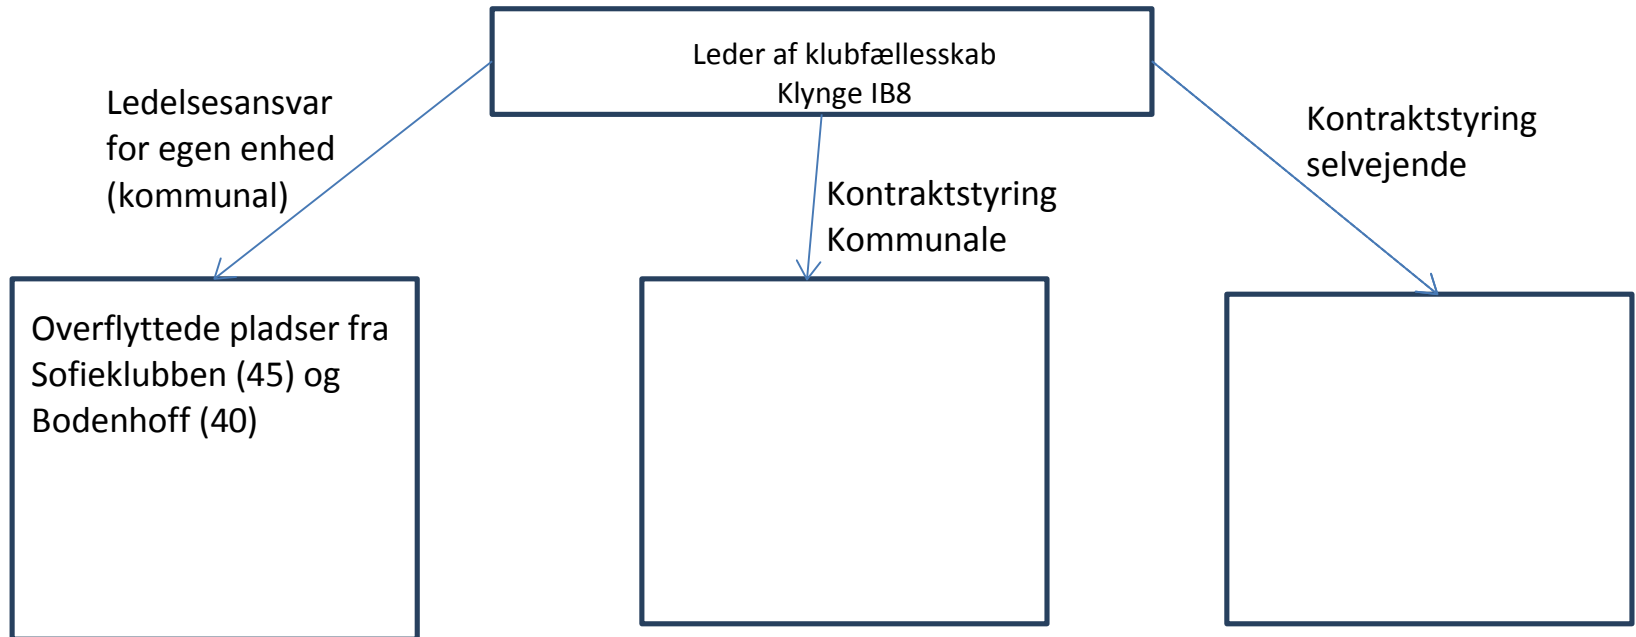 Leder af klubfællesskab
Klynge IB8
Ledelsesansvar
for egen enhed
(kommunal)
Kontraktstyring
Kommunale
Kontraktstyring
selvejende
Overflyttede pladser fra
Sofieklubben (45) og
Bodenhoff (40)